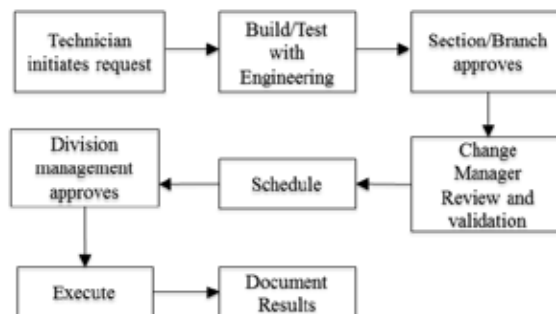 Technician
initiates request
Build/Test
with
Engineering
Section/Branch
approves
Change
Manager
Review and
validation
Schedule
Division
management
approves
Execute
Document
Results